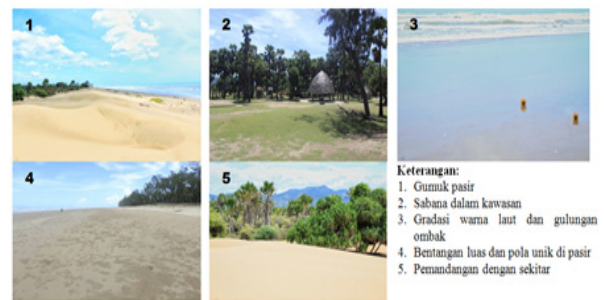 1
2
3
4
5
Keterangan:
1. Gumuk pasir
2. Sabana dalam kawasan
3. Gradasi warna laut dan gulungan
ombak
4. Bentangan luas dan pola unik di pasir
5. Pemandangan dengan sekitar